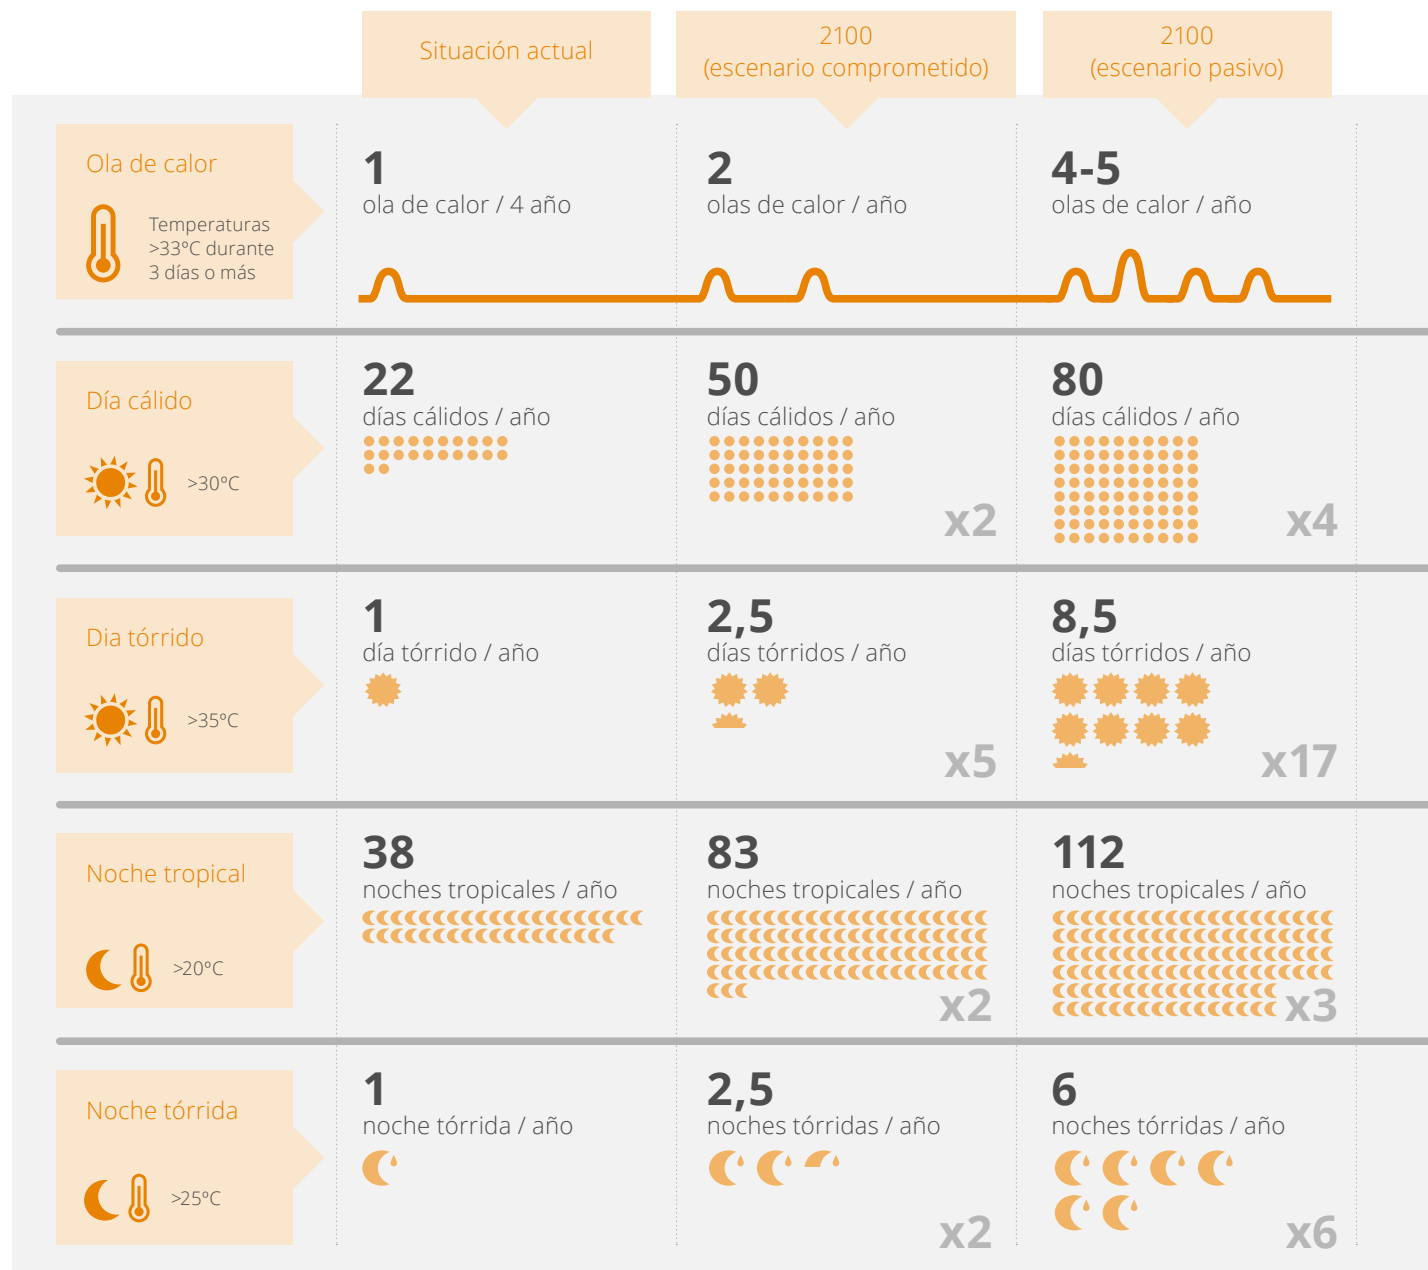 Situación actual
2100
(escenario comprometido)
2100
(escenario pasivo)
Ola de calor
Temperaturas
>33ºC durante
3 días o más
1
ola de calor / 4 año
2
olas de calor / año
4-5
olas de calor / año
Día cálido
>30ºC
22
días cálidos / año
50
días cálidos / año
x2
80
días cálidos / año
x4
Dia tórrido
>35ºC
1
día tórrido / año
2,5
días tórridos / año
x5
8,5
días tórridos / año
x17
Noche tropical
>20ºC
38
noches tropicales / año
83
noches tropicales / año
x2
112
noches tropicales / año
x3
Noche tórrida
>25ºC
1
noche tórrida / año
2,5
noches tórridas / año
x2
6
noches tórridas / año
x6